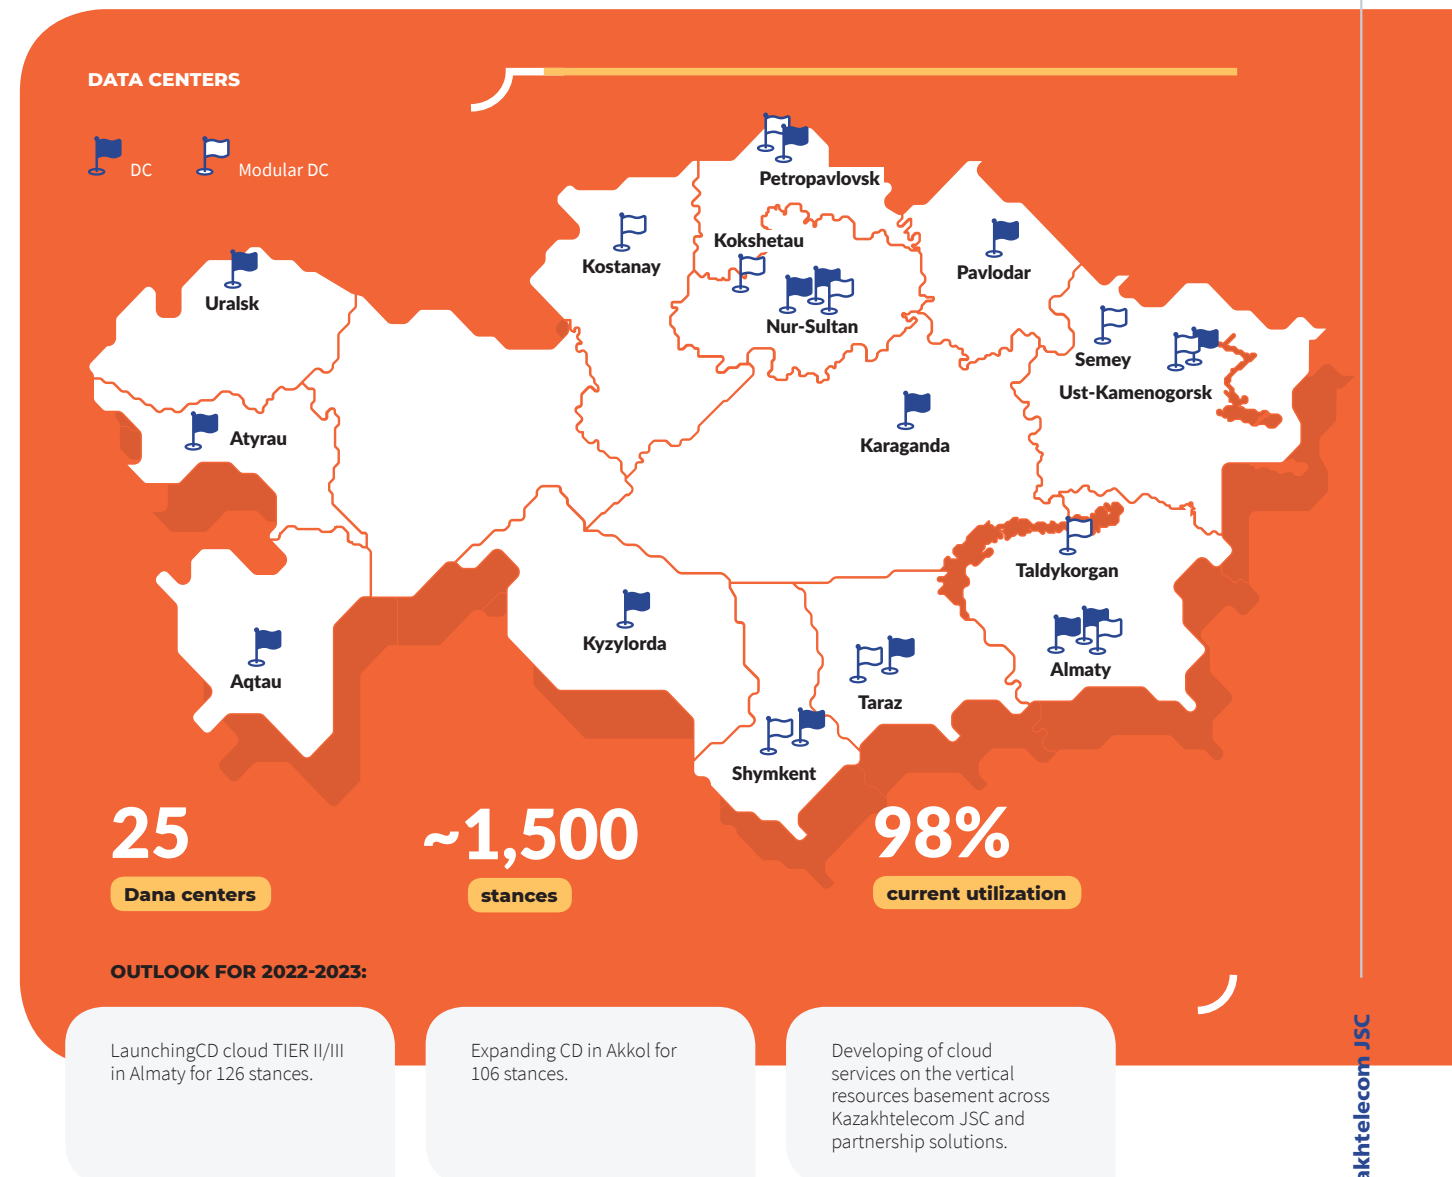 DATA CENTERS
DC
Modular DC
Petropavlovsk
Kokshetau
Kostanay
Pavlodar
Uralsk
Nur-Sultan
Semey
Ust-Kamenogorsk
Atyrau
Karaganda
Taldykorgan
Kyzylorda
Almaty
Aqtau
Taraz
Shymkent
25
Dana centers
~1,500
stances
98%
current utilization
OUTLOOK FOR 2022-2023:
LaunchingCD cloud TIER II/III
in Almaty for 126 stances.
Expanding CD in Akkol for
106 stances.
Developing of cloud
services on the vertical
resources basement across
Kazakhtelecom JSC and
partnership solutions.
akhtelecom JSC